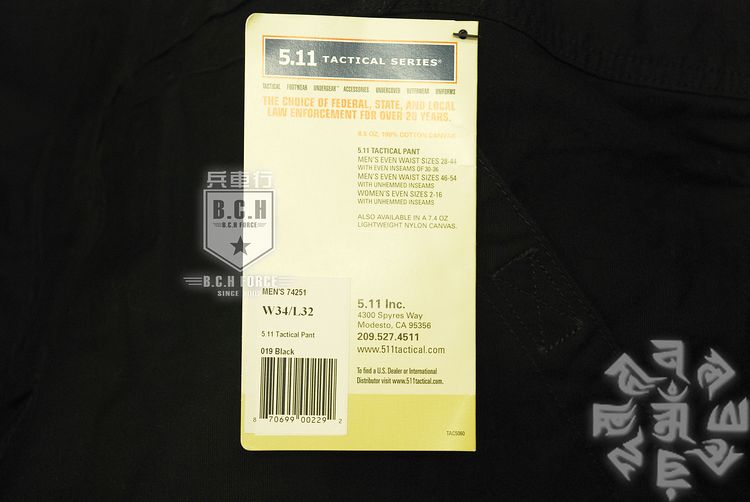 5.11 TACTICAL SERIES®
TACTICAL FOOTWEAR UNDERGEAR™ ACCESSORIES UNDERCOVER OUTERWEAR UNIFORMS
THE CHOICE OF FEDERAL, STATE, AND LOCAL
LAW ENFORCEMENT FOR OVER 20 YEARS.
8.5 OZ. 100% COTTON CANVAS
5.11 TACTICAL PANT
MEN'S EVEN WAIST SIZES 28-44
WITH EVEN INSEAMS OF 30-36
MEN'S EVEN WAIST SIZES 46-54
WITH UNHEMMED INSEAMS
WOMEN'S EVEN SIZES 2-16
WITH UNHEMMED INSEAMS
ALSO AVAILABLE IN A 7.4 OZ
LIGHTWEIGHT NYLON CANVAS.
兵車行
B.C.H
B.C.H FORCE
B.C.H FORCE
SINCE
MEN'S 74251
W34/L32
5.11 Tactical Pant
019 Black
8 70699 00229 2
5.11 Inc.
4300 Spyres Way
Modesto, CA 95356
209.527.4511
www.511tactical.com
To find a U.S. Dealer or International
Distributor visit www.511tactical.com.
TAC5060